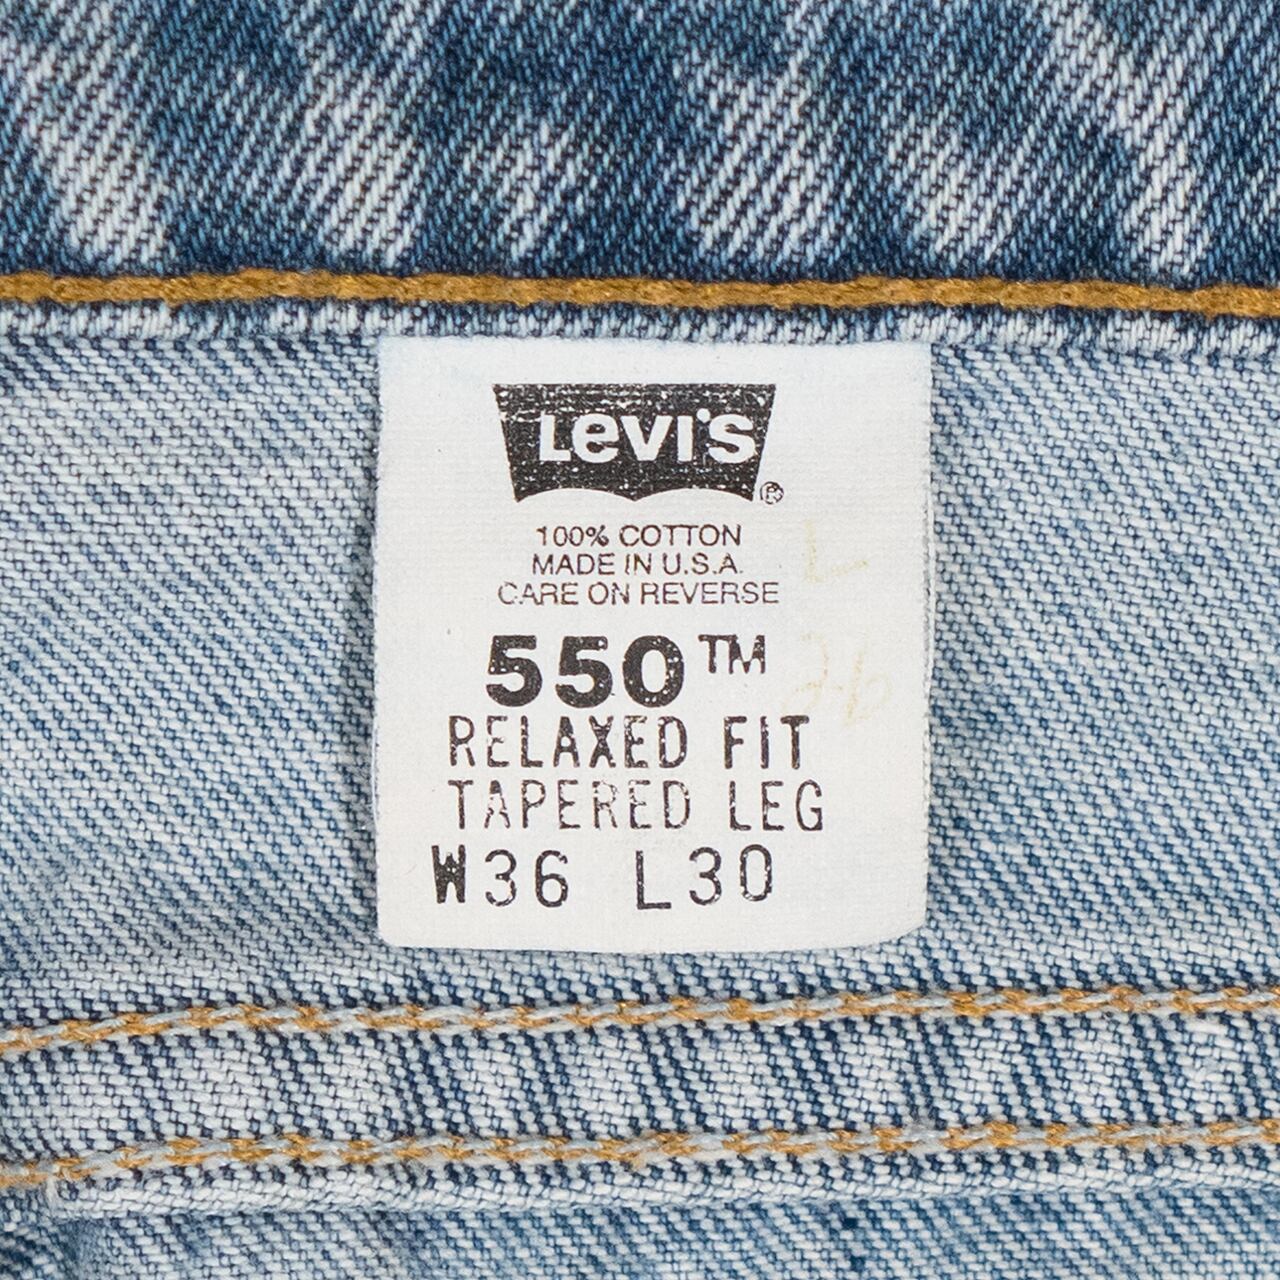 LEVI'S ®
100% COTTON
MADE IN U.S.A.
CARE ON REVERSE
550™
RELAXED FIT
TAPERED LEG
W36 L30